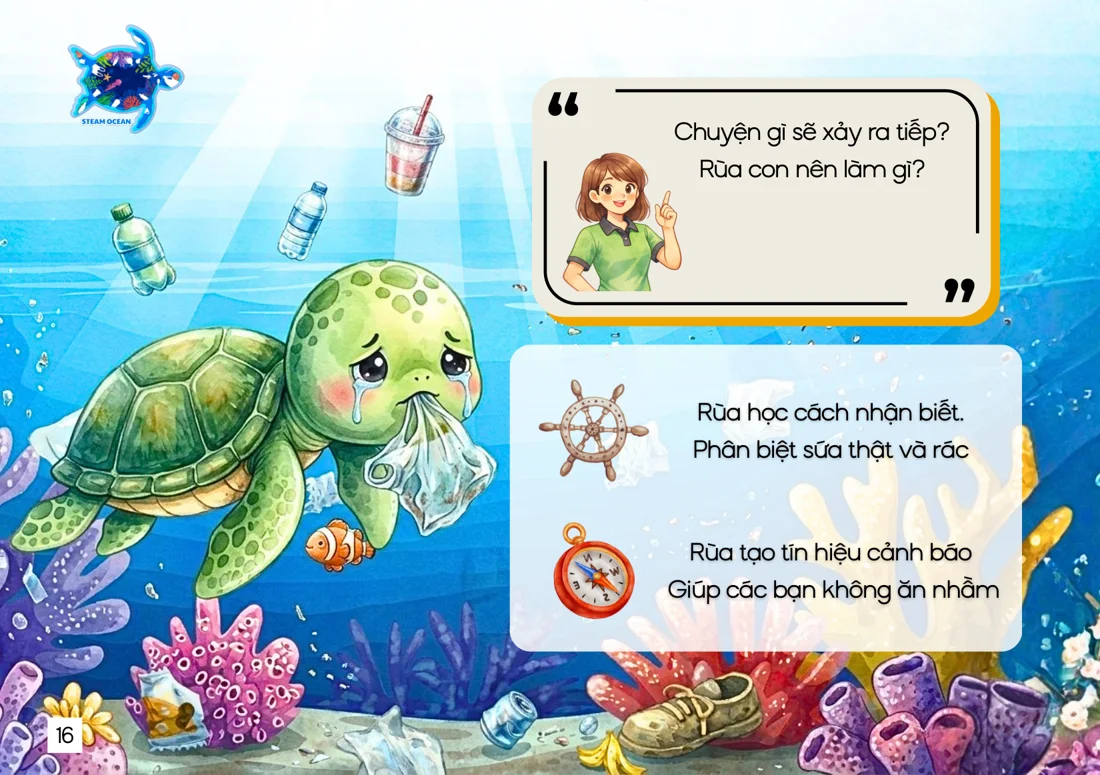 STEAM OCEAN
Chuyện gì sẽ xảy ra tiếp?
Rùa con nên làm gì?
Rùa học cách nhận biết.
Phân biệt sứa thật và rác
Rùa tạo tín hiệu cảnh báo
Giúp các bạn không ăn nhầm
16